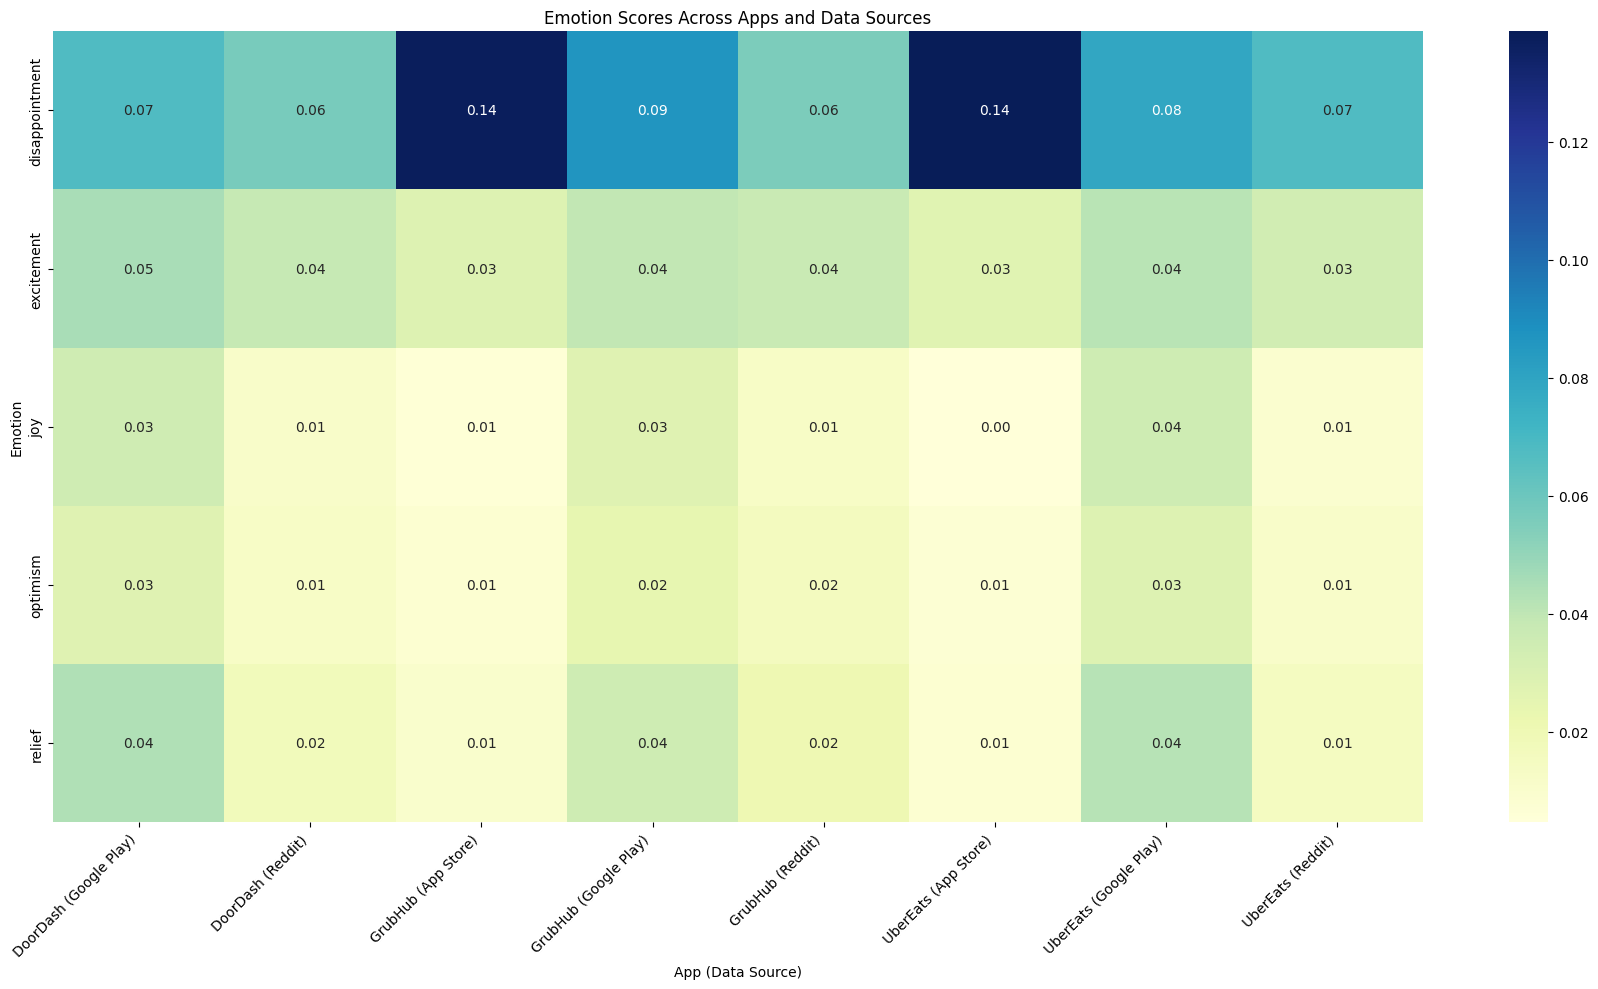 Emotion Scores Across Apps and Data Sources
Emotion
disappointment
0.07 0.06 0.14 0.09 0.06 0.14 0.08 0.07
excitement
0.05 0.04 0.03 0.04 0.04 0.03 0.04 0.03
joy
0.03 0.01 0.01 0.03 0.01 0.00 0.04 0.01
optimism
0.03 0.01 0.01 0.02 0.02 0.01 0.03 0.01
relief
0.04 0.02 0.01 0.04 0.02 0.01 0.04 0.01
DoorDash (Google Play)
DoorDash (Reddit)
GrubHub (App Store)
GrubHub (Google Play)
GrubHub (Reddit)
UberEats (App Store)
UberEats (Google Play)
UberEats (Reddit)
App (Data Source)
0.12
0.10
0.08
0.06
0.04
0.02